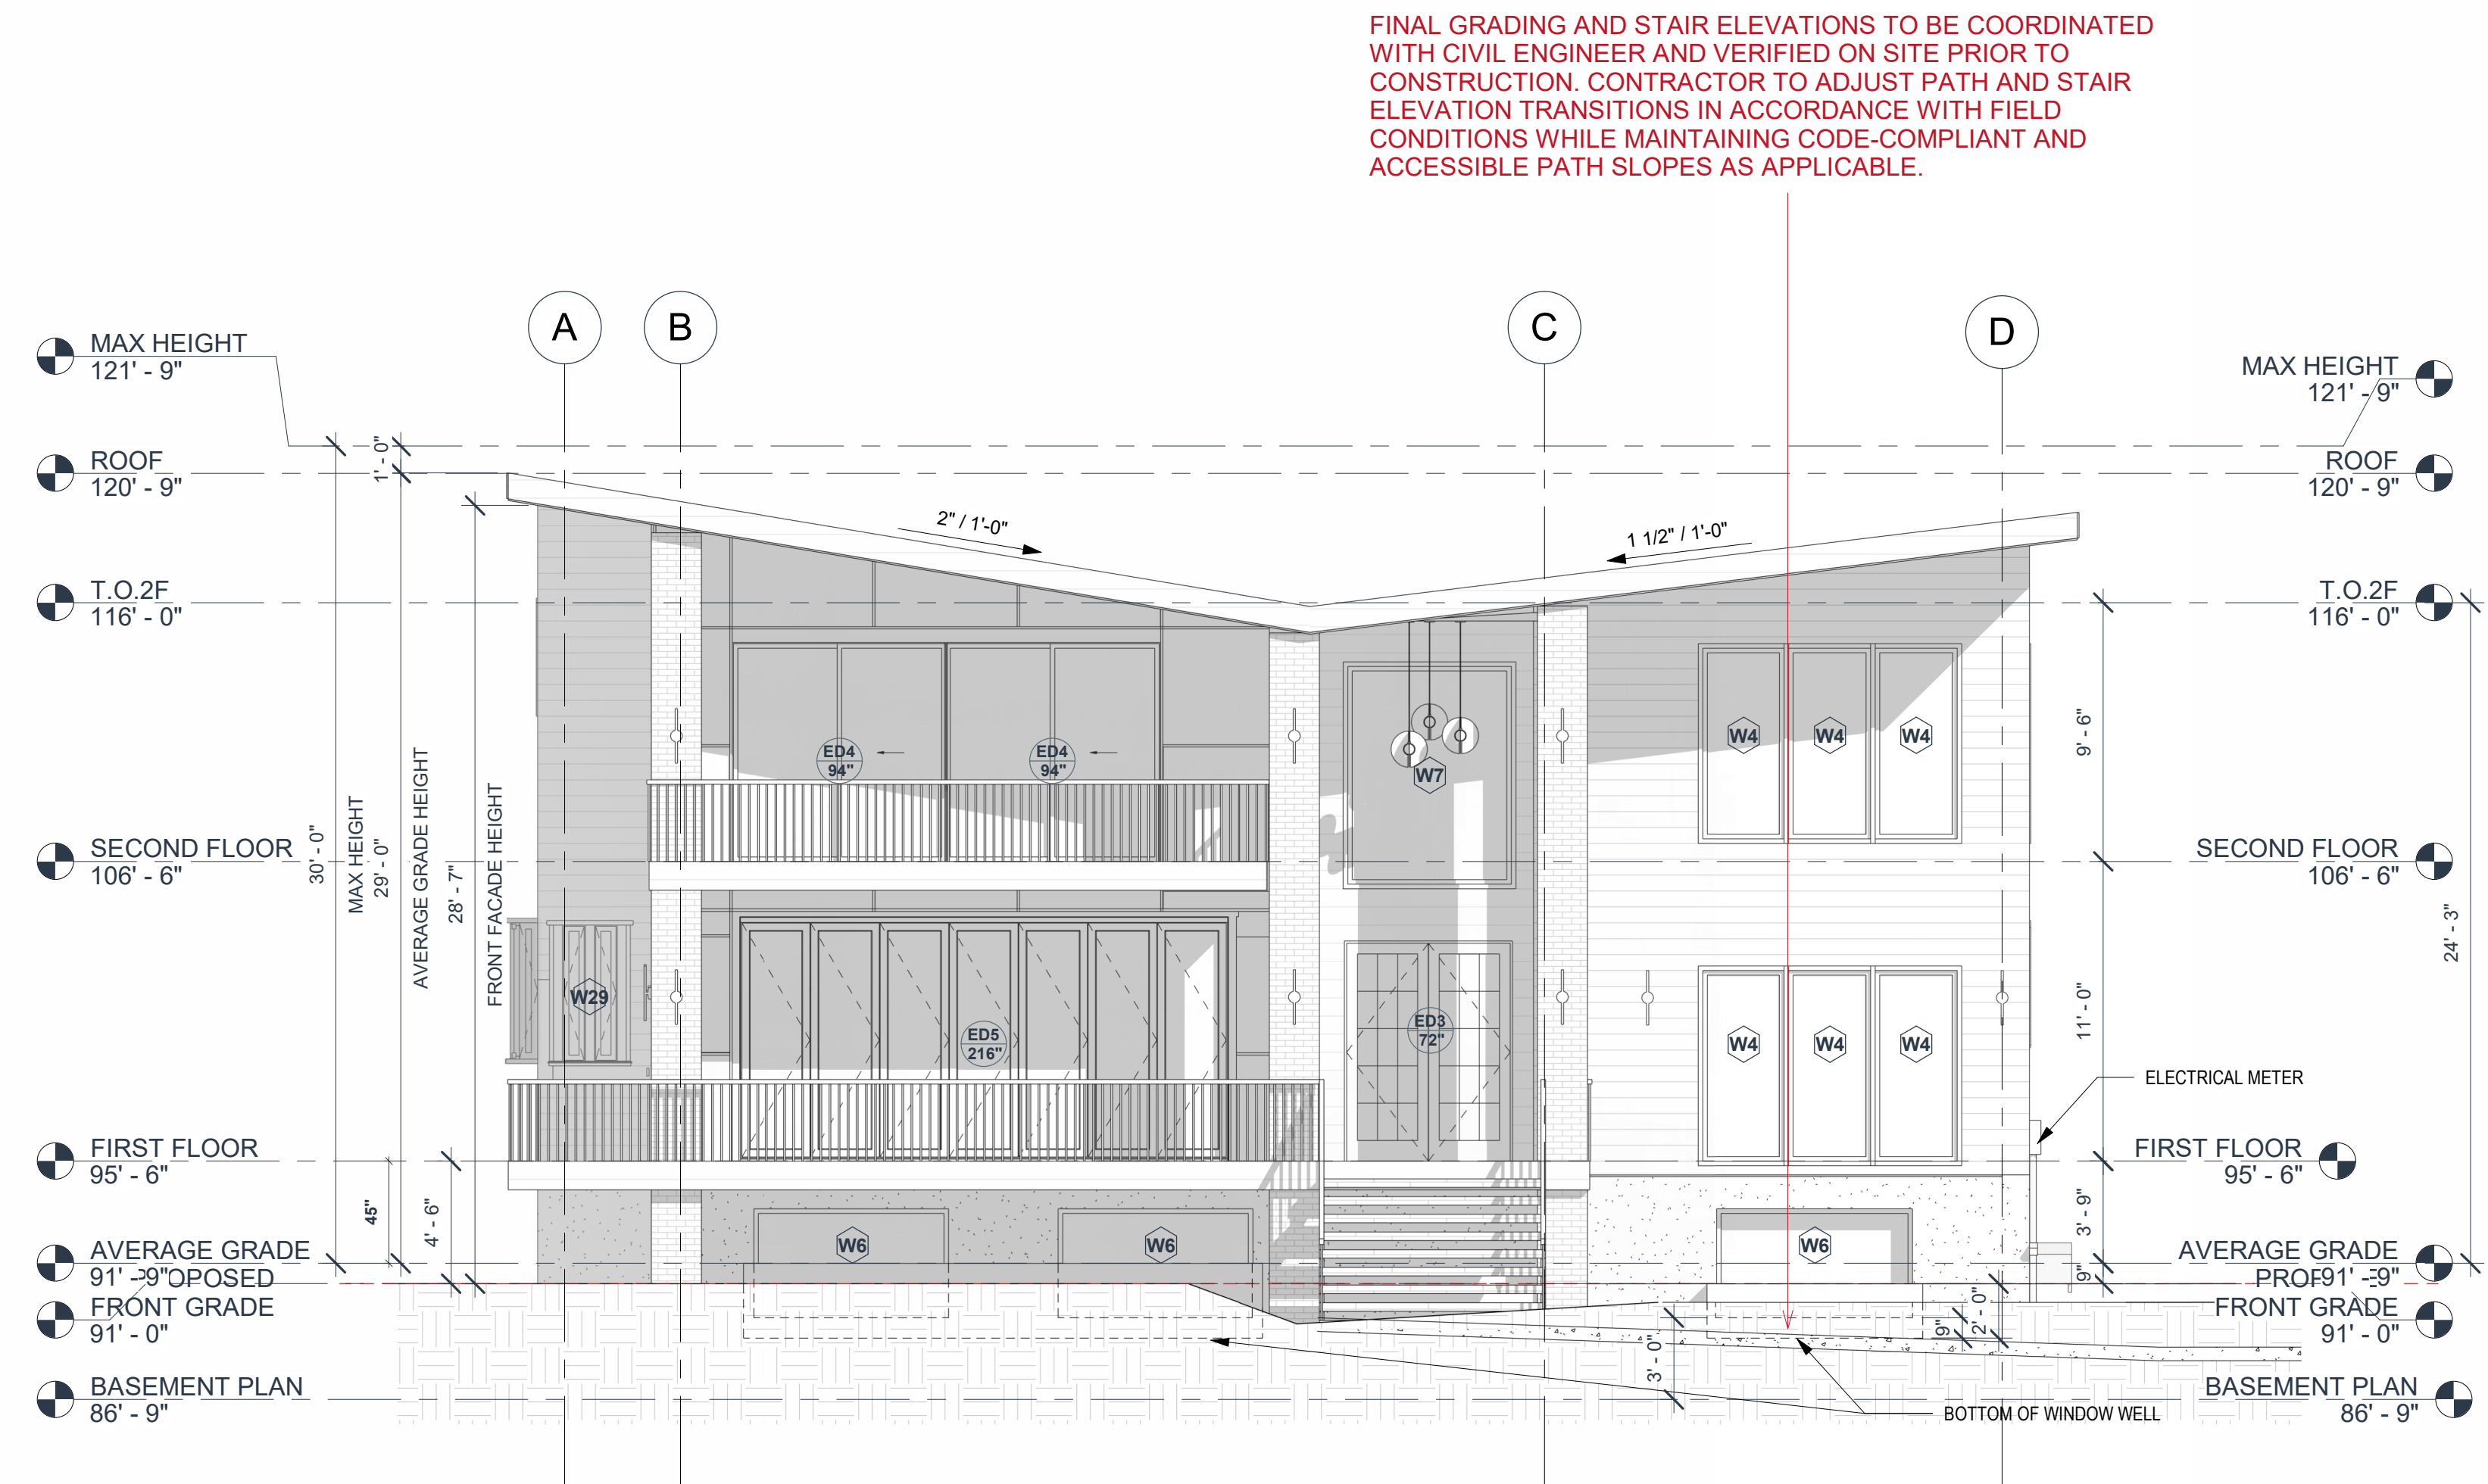 FINAL GRADING AND STAIR ELEVATIONS TO BE COORDINATED
WITH CIVIL ENGINEER AND VERIFIED ON SITE PRIOR TO
CONSTRUCTION. CONTRACTOR TO ADJUST PATH AND STAIR
ELEVATION TRANSITIONS IN ACCORDANCE WITH FIELD
CONDITIONS WHILE MAINTAINING CODE-COMPLIANT AND
ACCESSIBLE PATH SLOPES AS APPLICABLE.
A
B
C
D
MAX HEIGHT
121' - 9"
ROOF
120' - 9"
T.O.2F
116' - 0"
SECOND FLOOR
106' - 6"
FIRST FLOOR
95' - 6"
AVERAGE GRADE
91' - 9"
FRONT GRADE
91' - 0"
BASEMENT PLAN
86' - 9"
30' - 0"
MAX HEIGHT
1' - 0"
29' - 0"
AVERAGE GRADE HEIGHT
28' - 7"
FRONT FACADE HEIGHT
45"
4' - 6"
2" / 1'-0"
1 1/2" / 1'-0"
ED4
94"
ED4
94"
W7
W4
W4
W4
W29
ED5
216"
ED3
72"
W4
W4
W4
W6
W6
W6
9' - 6"
11' - 0"
3' - 9"
9"
24' - 3"
3' - 0"
9"
2' - 0"
ELECTRICAL METER
BOTTOM OF WINDOW WELL
MAX HEIGHT
121' - 9"
ROOF
120' - 9"
T.O.2F
116' - 0"
SECOND FLOOR
106' - 6"
FIRST FLOOR
95' - 6"
AVERAGE GRADE
91' - 9"
FRONT GRADE
91' - 0"
BASEMENT PLAN
86' - 9"